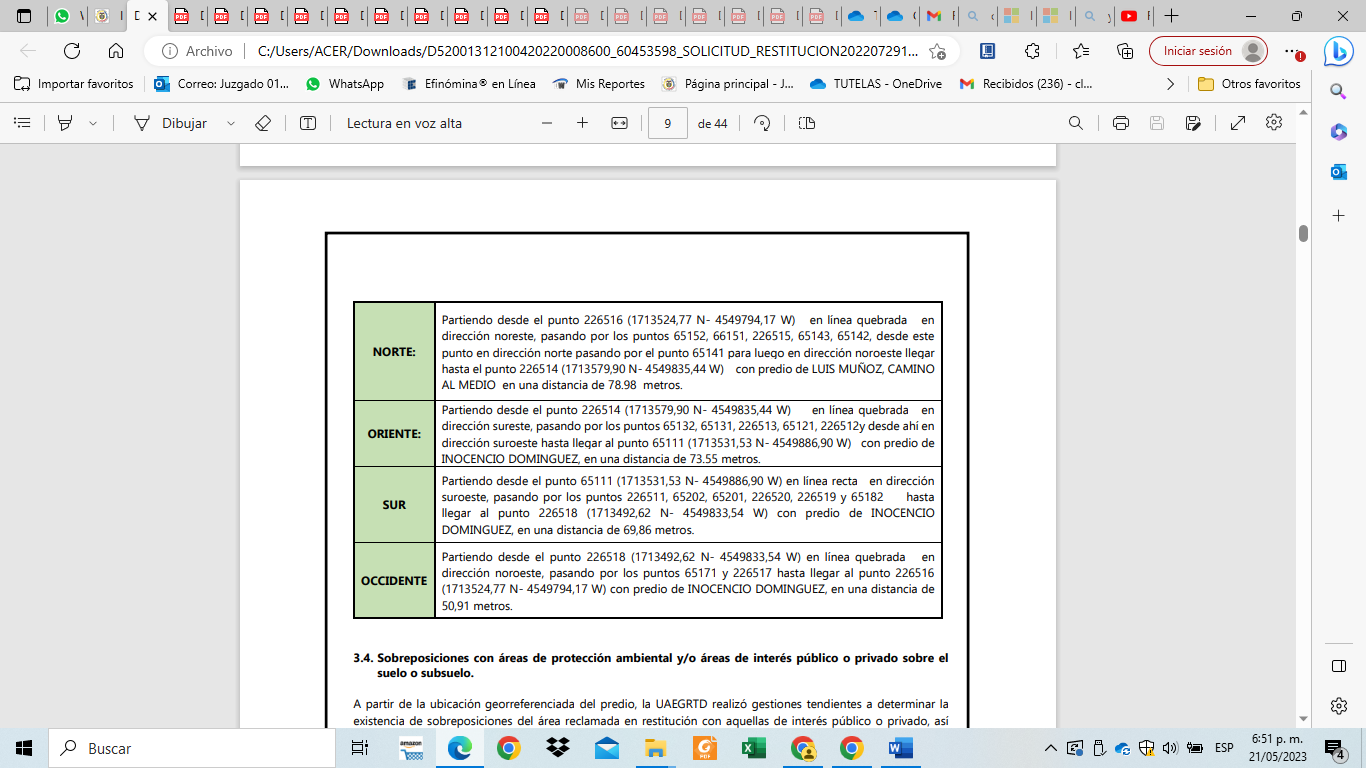 Archivo
C:/Users/ACER/Downloads/D52001312100420220008600_60453598_SOLICITUD_RESTITUCION202207291...
Iniciar sesión
Importar favoritos
Correo: Juzgado 01...
WhatsApp
Efinómina® en Línea
Mis Reportes
Página principal - J...
TUTELAS - OneDrive
Recibidos (236) - cl...
Otros favoritos
Dibujar
Lectura en voz alta
9
de 44
NORTE:
Partiendo desde el punto 226516 (1713524,77 N- 4549794,17 W) en línea quebrada en
dirección noreste, pasando por los puntos 65152, 66151, 226515, 65143, 65142, desde este
punto en dirección norte pasando por el punto 65141 para luego en dirección noroeste llegar
hasta el punto 226514 (1713579,90 N- 4549835,44 W) con predio de LUIS MUÑOZ, CAMINO
AL MEDIO en una distancia de 78.98 metros.
ORIENTE:
Partiendo desde el punto 226514 (1713579,90 N- 4549835,44 W) en línea quebrada en
dirección sureste, pasando por los puntos 65132, 65131, 226513, 65121, 226512y desde ahí en
dirección suroeste hasta llegar al punto 65111 (1713531,53 N- 4549886,90 W) con predio de
INOCENCIO DOMINGUEZ, en una distancia de 73.55 metros.
SUR
Partiendo desde el punto 65111 (1713531,53 N- 4549886,90 W) en línea recta en dirección
suroeste, pasando por los puntos 226511, 65202, 65201, 226520, 226519 y 65182 hasta
llegar al punto 226518 (1713492,62 N- 4549833,54 W) con predio de INOCENCIO
DOMINGUEZ, en una distancia de 69,86 metros.
OCCIDENTE
Partiendo desde el punto 226518 (1713492,62 N- 4549833,54 W) en línea quebrada en
dirección noroeste, pasando por los puntos 65171 y 226517 hasta llegar al punto 226516
(1713524,77 N- 4549794,17 W) con predio de INOCENCIO DOMINGUEZ, en una distancia de
50,91 metros.
3.4. Sobreposiciones con áreas de protección ambiental y/o áreas de interés público o privado sobre el
suelo o subsuelo.
A partir de la ubicación georreferenciada del predio, la UAEGRTD realizó gestiones tendientes a determinar la
existencia de sobreposiciones del área reclamada en restitución con aquellas de interés público o privado, así
Buscar
amazon
ESP
6:51 p. m.
21/05/2023
4